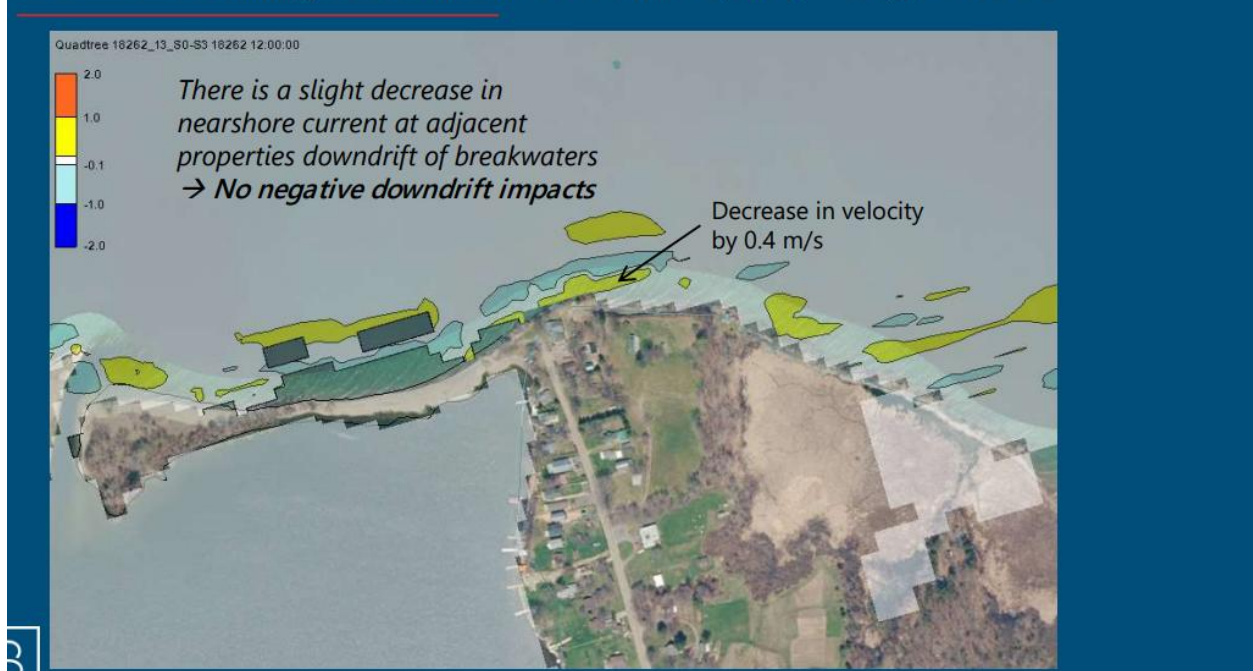 Quadtree 18262_13_S0-S3 18262 12:00:00
2.0
1.0
-0.1
-1.0
-2.0
There is a slight decrease in
nearshore current at adjacent
properties downdrift of breakwaters
→ No negative downdrift impacts
Decrease in velocity
by 0.4 m/s